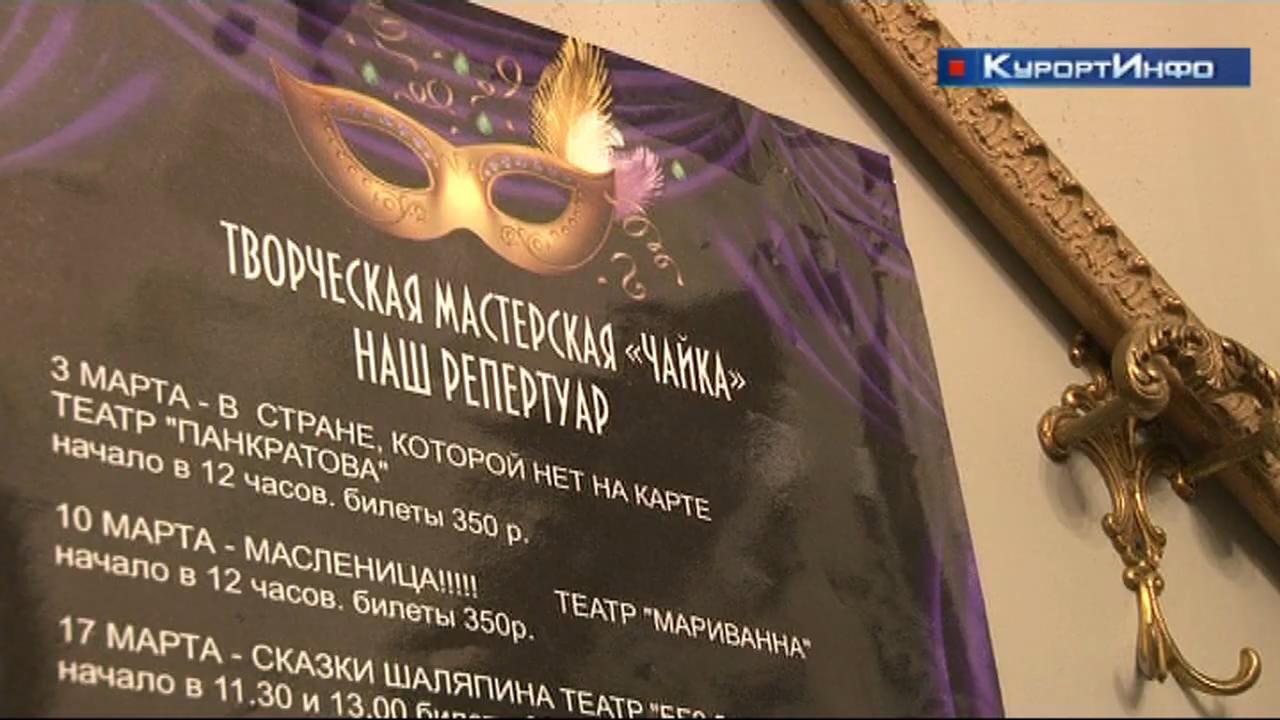 КурортИнфо
ТВОРЧЕСКАЯ МАСТЕРСКАЯ «ЧАЙКА»
НАШ РЕПЕРТУАР
3 МАРТА - В СТРАНЕ, КОТОРОЙ НЕТ НА КАРТЕ
ТЕАТР "ПАНКРАТОВА"
начало в 12 часов. билеты 350 р.
10 МАРТА - МАСЛЕНИЦА!!!!! ТЕАТР "МАРИВАННА"
начало в 12 часов. билеты 350р.
17 МАРТА - СКАЗКИ ШАЛЯПИНА ТЕАТР
начало в 11.30 и 13.00